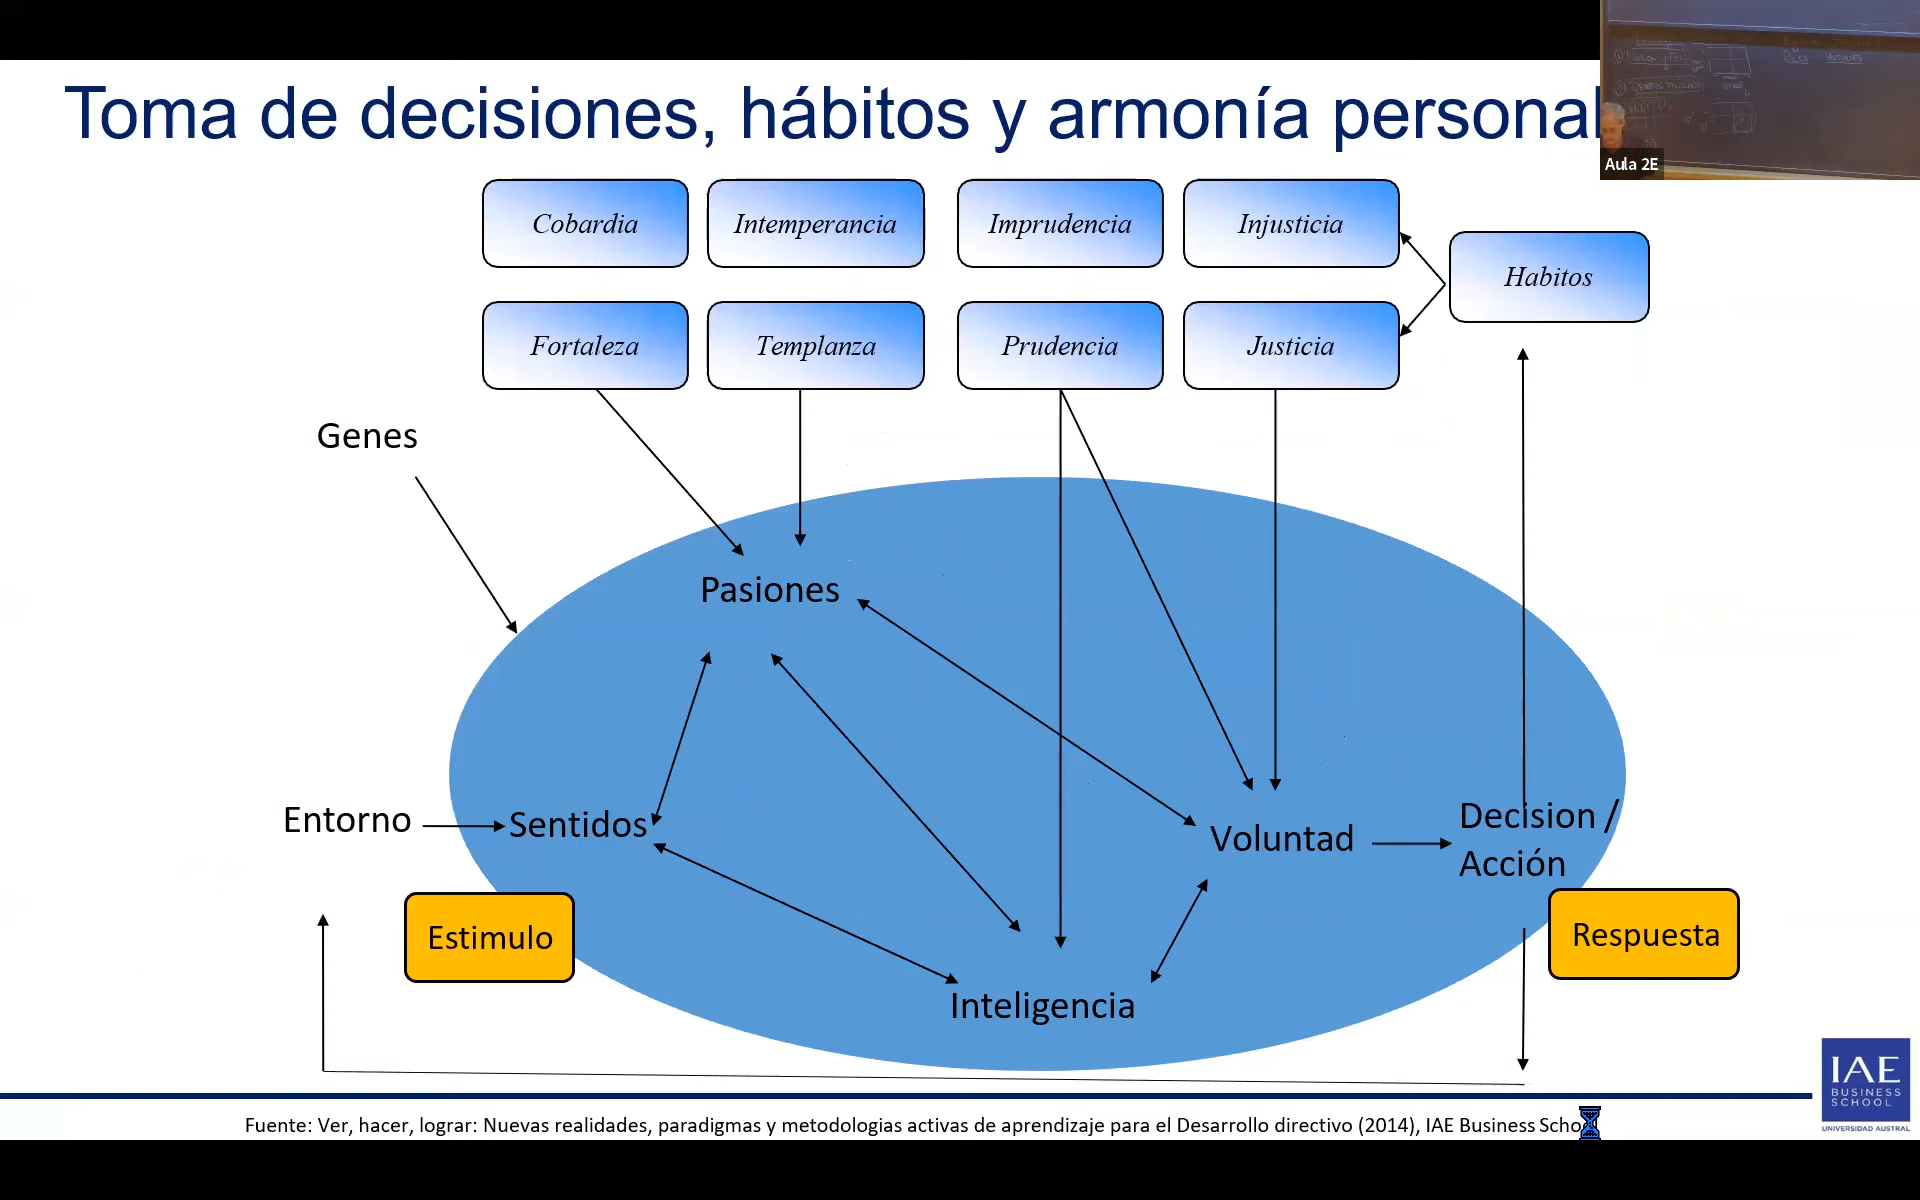 Toma de decisiones, hábitos y armonía personal
Aula 2E
Cobardia
Intemperancia
Imprudencia
Injusticia
Habitos
Fortaleza
Templanza
Prudencia
Justicia
Genes
Pasiones
Entorno
Sentidos
Voluntad
Decision /
Acción
Estimulo
Respuesta
Inteligencia
IAE
BUSINESS
SCHOOL
UNIVERSIDAD AUSTRAL
Fuente: Ver, hacer, lograr: Nuevas realidades, paradigmas y metodologias activas de aprendizaje para el Desarrollo directivo (2014), IAE Business Scho